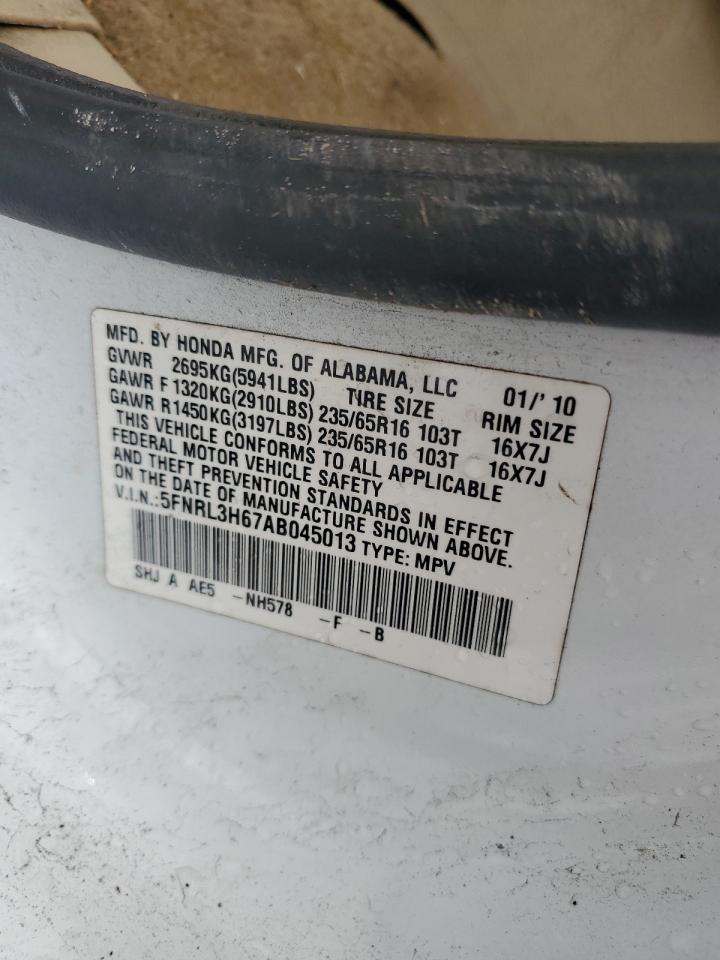 MFD. BY HONDA MFG. OF ALABAMA, LLC 01/'10
GVWR 2695KG(5941LBS) TIRE SIZE RIM SIZE
GAWR F 1320KG(2910LBS) 235/65R16 103T 16X7J
GAWR R1450KG(3197LBS) 235/65R16 103T 16X7J
THIS VEHICLE CONFORMS TO ALL APPLICABLE
FEDERAL MOTOR VEHICLE SAFETY
AND THEFT PREVENTION STANDARDS IN EFFECT
ON THE DATE OF MANUFACTURE SHOWN ABOVE.
V.I.N.:5FNRL3H67AB045013 TYPE: MPV
SHJ A AE5 -NH578 -F -B